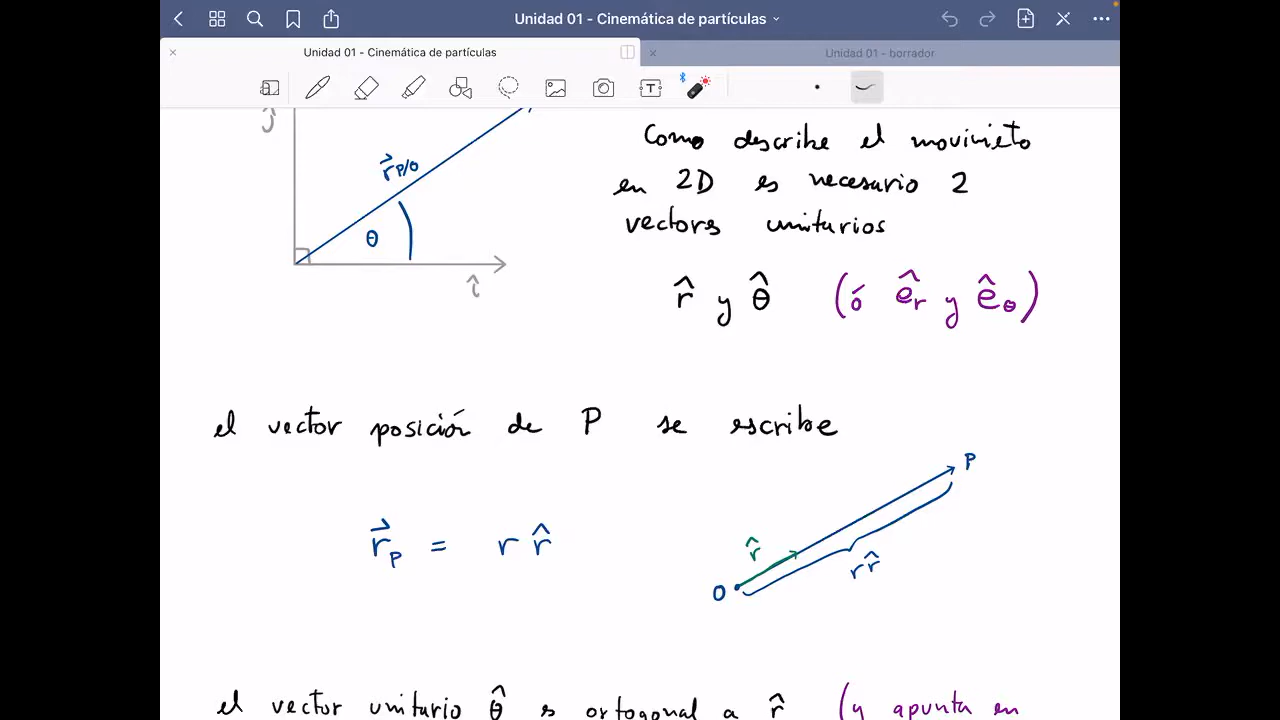 Unidad 01 - Cinemática de partículas
Unidad 01 - Cinemática de partículas
Unidad 01 - borrador
T
ĵ
r⃗P/O
θ
î
Como describe el movimieto
en 2D es necesario 2
vectores unitarios
r̂ y θ̂ (ó êr y êθ)
el vector posición de P se escribe
r⃗P = r r̂
P
r̂
r r̂
O
el vector unitario θ̂ es ortogonal a r̂ (y apunta en